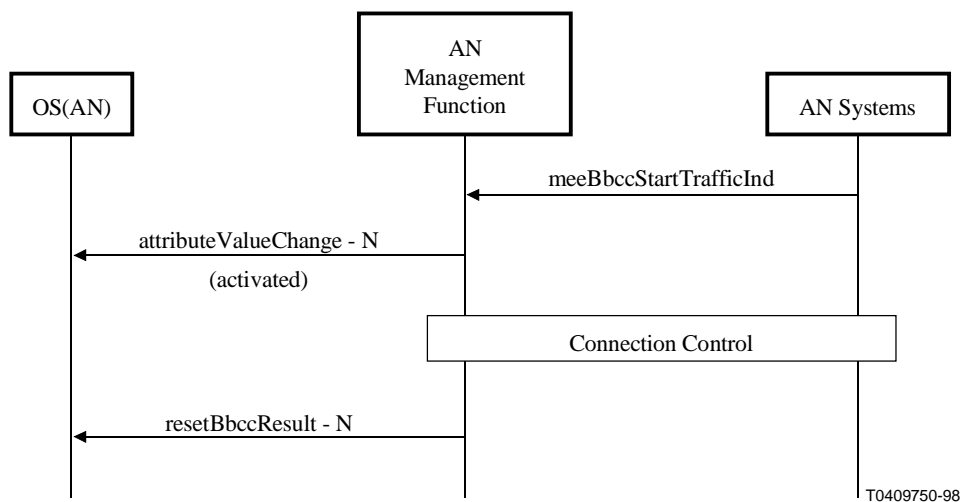 AN
Management
Function
OS(AN)
AN Systems
meeBbccStartTrafficInd
attributeValueChange - N
(activated)
Connection Control
resetBbccResult - N
T0409750-98